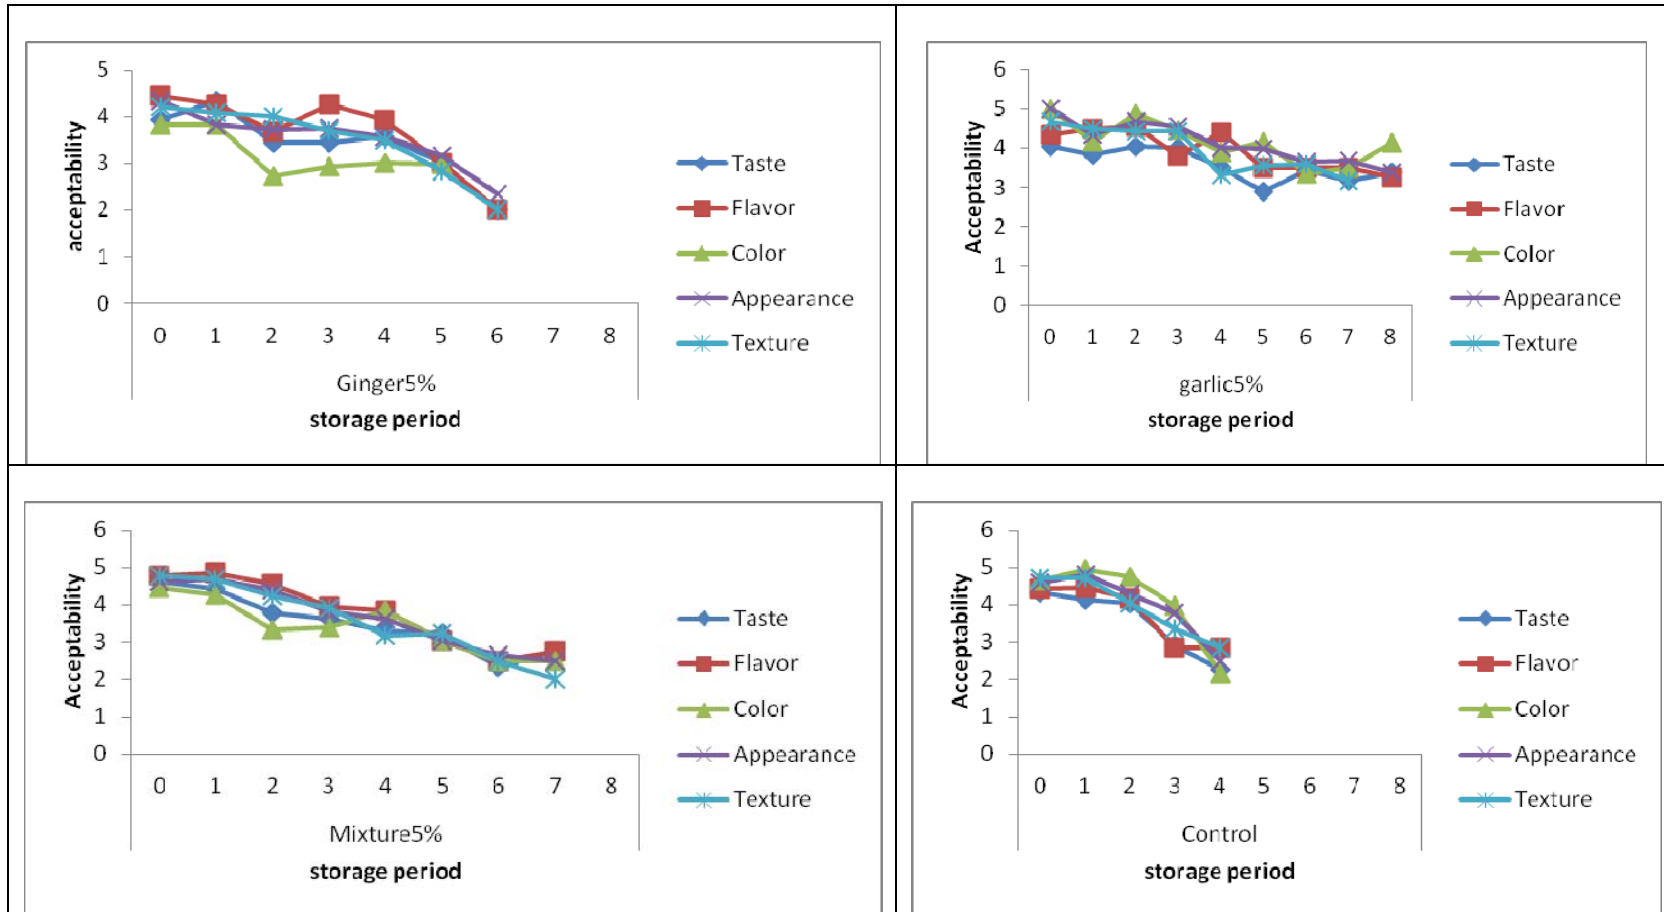 5
4
3
2
1
0
acceptability
0 1 2 3 4 5 6 7 8
Ginger5%
storage period
Taste
Flavor
Color
Appearance
Texture
6
5
4
3
2
1
0
Acceptability
0 1 2 3 4 5 6 7 8
garlic5%
storage period
Taste
Flavor
Color
Appearance
Texture
6
5
4
3
2
1
0
Acceptability
0 1 2 3 4 5 6 7 8
Mixture5%
storage period
Taste
Flavor
Color
Appearance
Texture
6
5
4
3
2
1
0
Acceptability
0 1 2 3 4 5 6 7 8
Control
storage period
Taste
Flavor
Color
Appearance
Texture